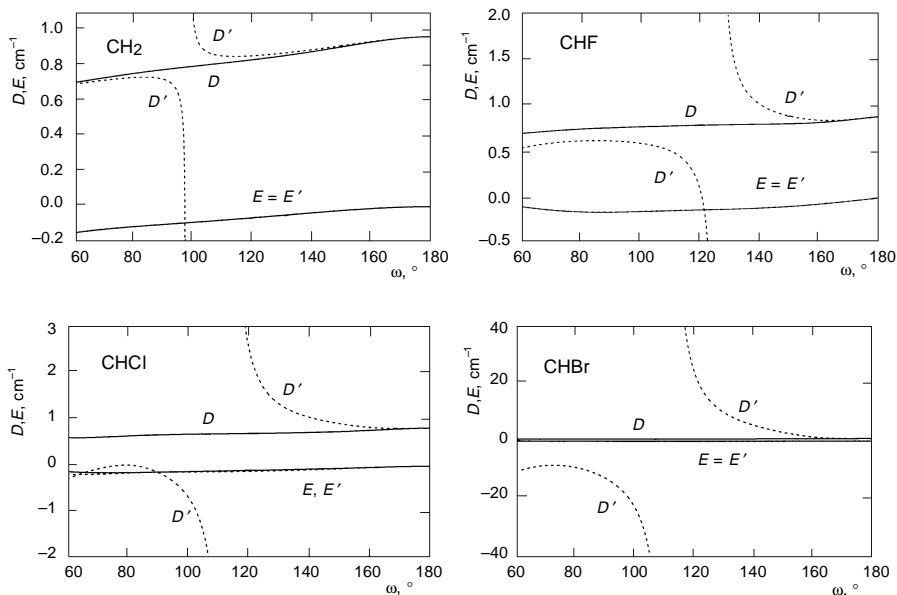 D,E, cm–1
CH2
1.0
0.8
0.6
0.4
0.2
0.0
–0.2
D′
D
D′
E = E′
60 80 100 120 140 160 180
ω, °
D,E, cm–1
CHF
2.0
1.5
1.0
0.5
0.0
–0.5
D
D′
D′
E = E′
60 80 100 120 140 160 180
ω, °
D,E, cm–1
CHCl
3
2
1
0
–1
–2
D′
D
E, E′
D′
60 80 100 120 140 160 180
ω, °
D,E, cm–1
CHBr
40
20
0
–20
–40
D
D′
E = E′
D′
60 80 100 120 140 160 180
ω, °